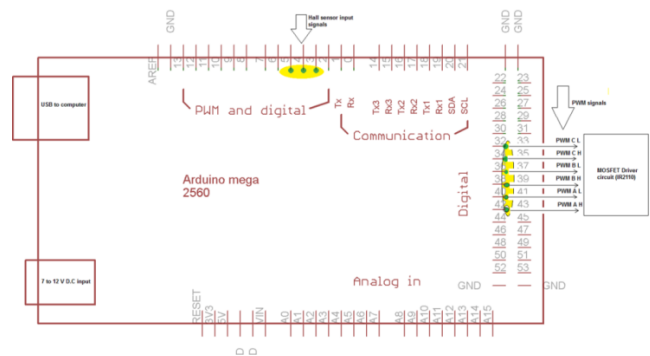 Hall sensor input
signals
GND
GND
GND
AREF
13
12
11
10
9
8
7
6
5
4
3
2
1
0
14
15
16
17
18
19
20
21
USB to computer
PWM and digital
Tx
Rx
Tx3
Rx3
Tx2
Rx2
Tx1
Rx1
SDA
SCL
Communication
22 23
24 25
26 27
28 29
30 31
32 33
34 35
36 37
38 39
40 41
42 43
44 45
46 47
48 49
50 51
52 53
GND
GND
PWM signals
PWM C L
PWM C H
PWM B L
PWM B H
PWM A L
PWM A H
MOSFET Driver
circuit (IR2110)
Arduino mega
2560
Digital
7 to 12 V D.C input
Analog in
RESET
3V3
5V
VIN
A0
A1
A2
A3
A4
A5
A6
A7
A8
A9
A10
A11
A12
A13
A14
A15